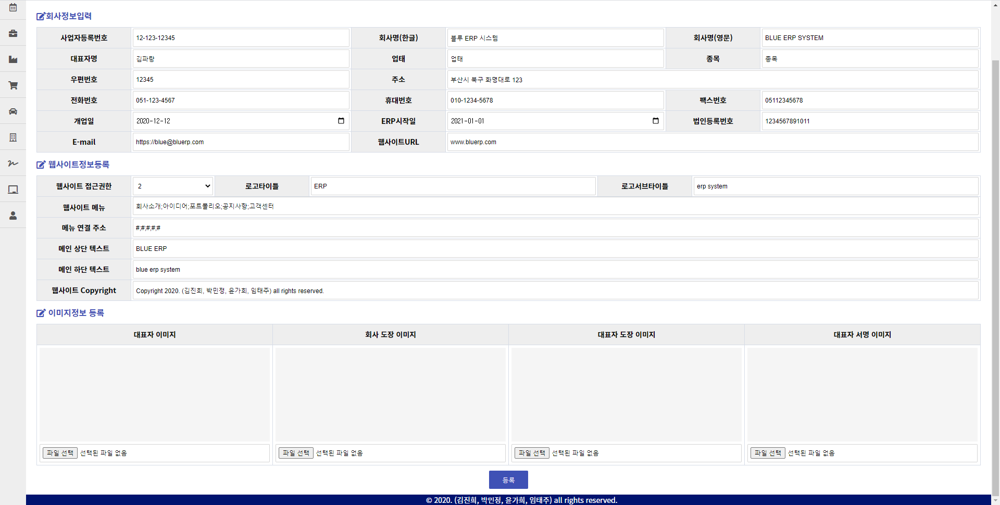 회사정보입력
사업자등록번호 12-123-12345 회사명(한글) 블루 ERP 시스템 회사명(영문) BLUE ERP SYSTEM
대표자명 김파랑 업태 업태 종목 종목
우편번호 12345 주소 부산시 북구 화명대로 123
전화번호 051-123-4567 휴대번호 010-1234-5678 팩스번호 05112345678
개업일 2020-12-12 ERP시작일 2021-01-01 법인등록번호 1234567891011
E-mail https://blue@bluerp.com 웹사이트URL www.bluerp.com
웹사이트정보등록
웹사이트 접근권한 2 로고타이틀 ERP 로고서브타이틀 erp system
웹사이트 메뉴 회사소개;아이디어;포트폴리오;공지사항;고객센터
메뉴 연결 주소 #,#,#,#,#
메인 상단 텍스트 BLUE ERP
메인 하단 텍스트 blue erp system
웹사이트 Copyright Copyright 2020. (김진희, 박민정, 윤가희, 임태주) all rights reserved.
이미지정보 등록
대표자 이미지 회사 도장 이미지 대표자 도장 이미지 대표자 서명 이미지
파일 선택 선택된 파일 없음 파일 선택 선택된 파일 없음 파일 선택 선택된 파일 없음 파일 선택 선택된 파일 없음
등록
© 2020. (김진희, 박민정, 윤가희, 임태주) all rights reserved.